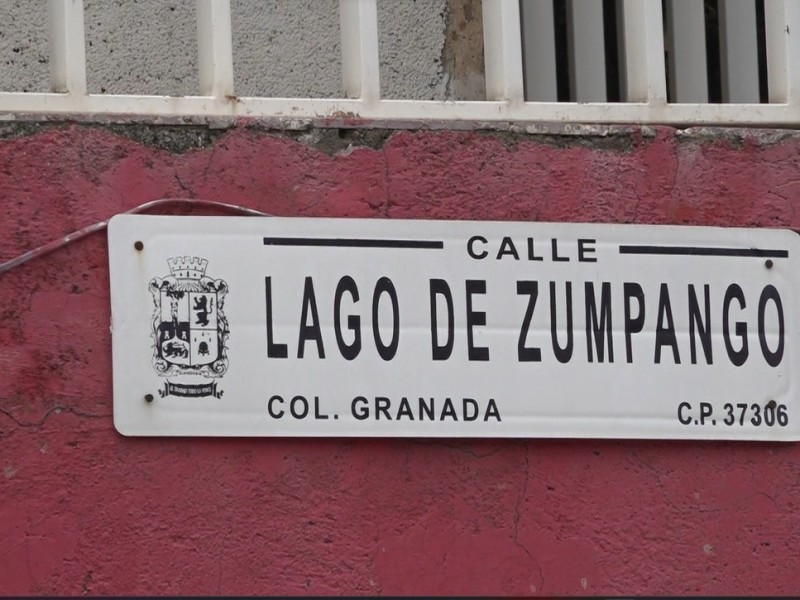 CALLE
LAGO DE ZUMPANGO
COL. GRANADA
C.P. 37306